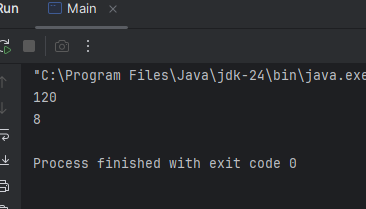 Run Main
"C:\Program Files\Java\jdk-24\bin\java.exe
120
8
Process finished with exit code 0